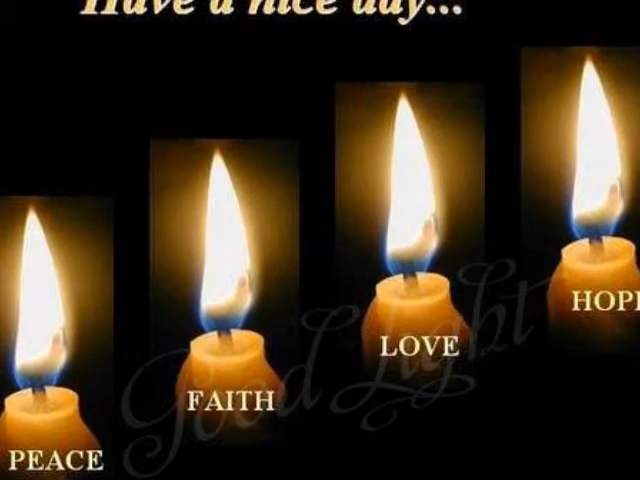 Have a nice day...
HOPE
LOVE
FAITH
PEACE
Good Light